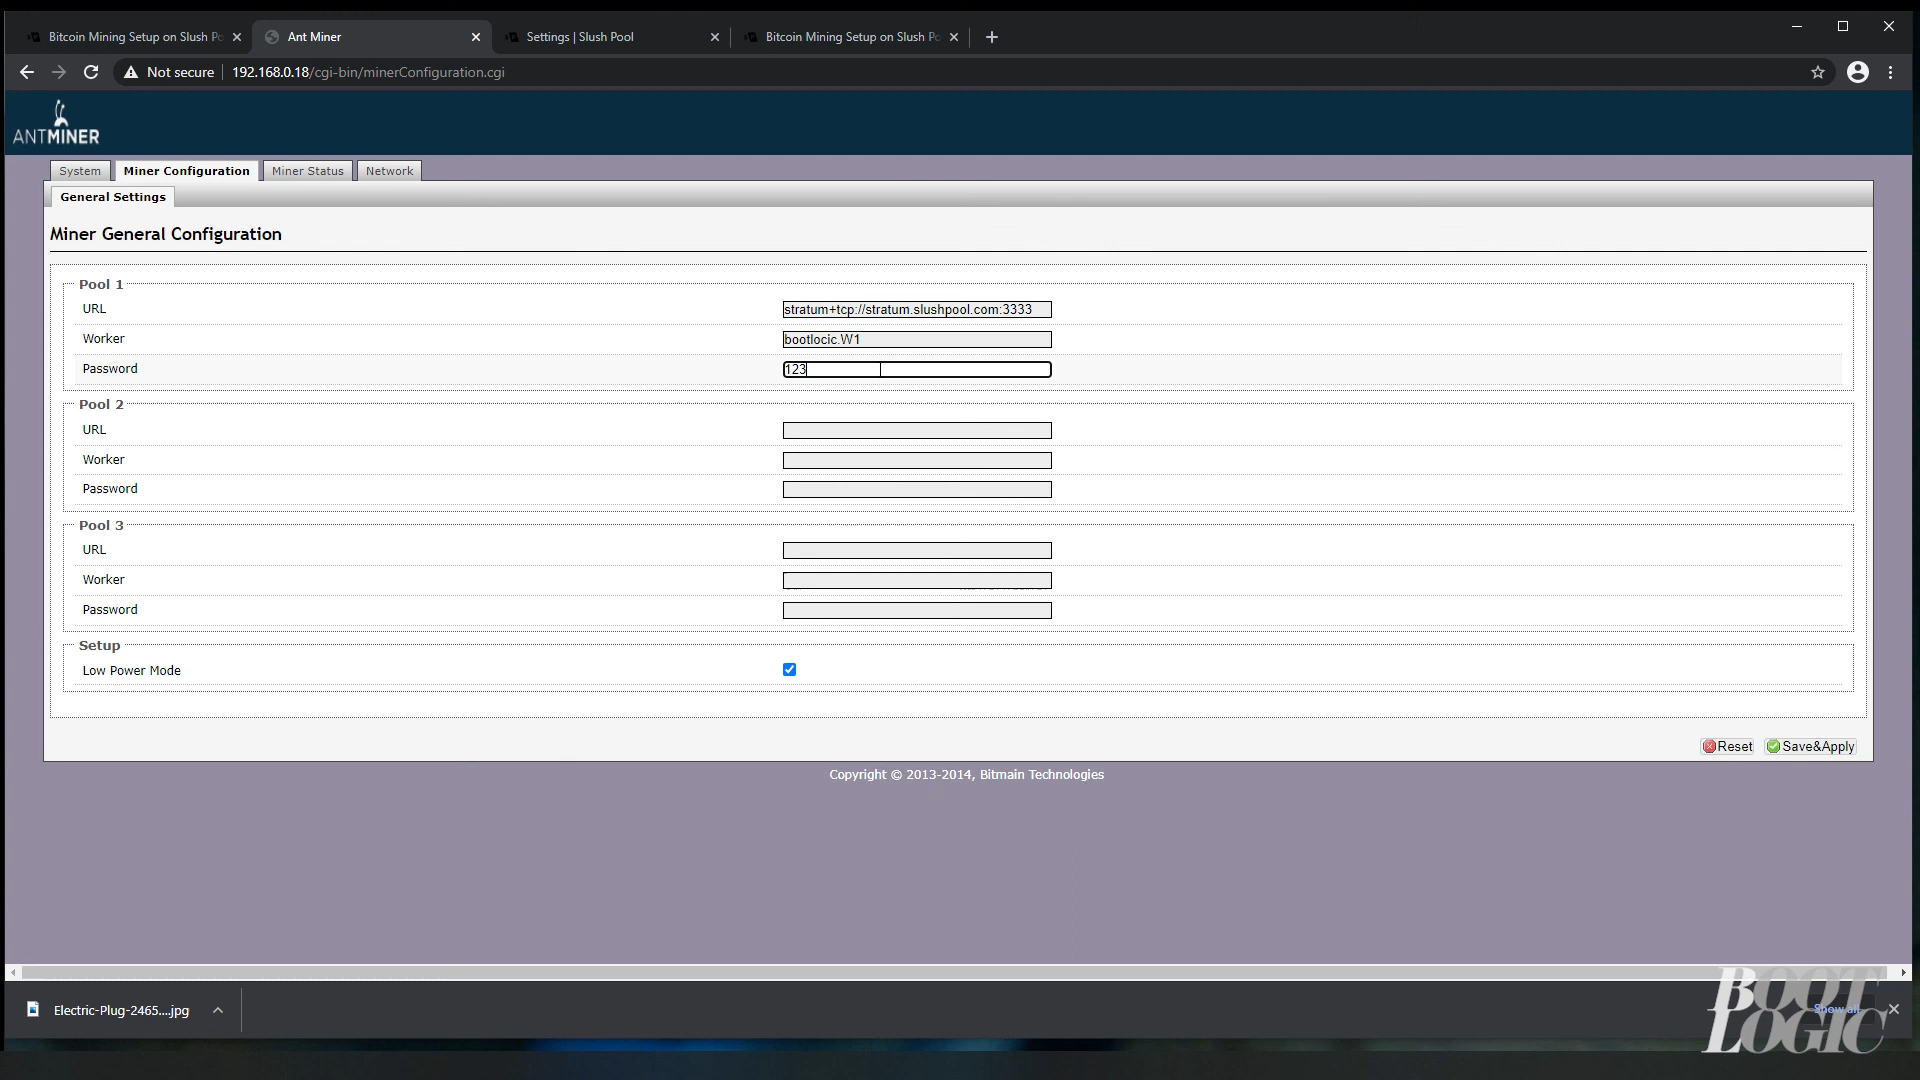 Bitcoin Mining Setup on Slush Po
Ant Miner
Settings | Slush Pool
Bitcoin Mining Setup on Slush Po
Not secure
192.168.0.18/cgi-bin/minerConfiguration.cgi
ANTMINER
System
Miner Configuration
Miner Status
Network
General Settings
Miner General Configuration
Pool 1
URL
stratum+tcp://stratum.slushpool.com:3333
Worker
bootlocic.W1
Password
123
Pool 2
URL
Worker
Password
Pool 3
URL
Worker
Password
Setup
Low Power Mode
Reset
Save&Apply
Copyright © 2013-2014, Bitmain Technologies
Electric-Plug-2465....jpg
Show all
BOOT
LOGIC